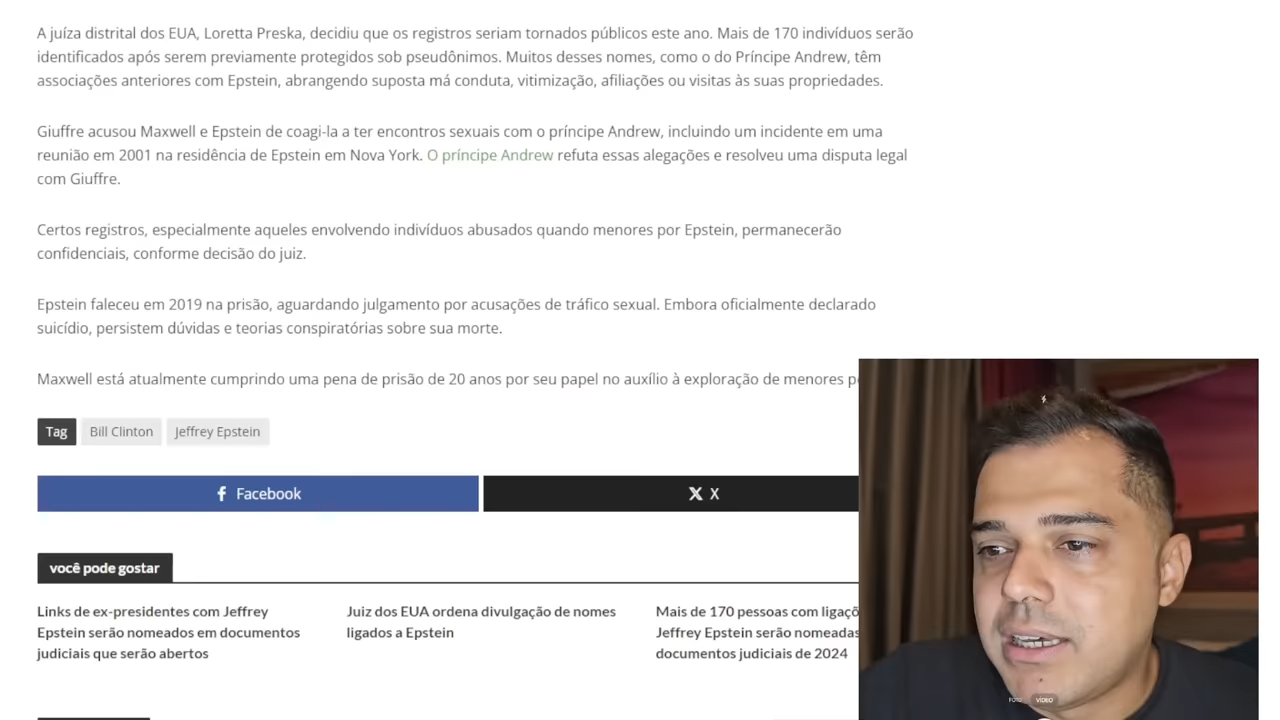 A juíza distrital dos EUA, Loretta Preska, decidiu que os registros seriam tornados públicos este ano. Mais de 170 indivíduos serão
identificados após serem previamente protegidos sob pseudônimos. Muitos desses nomes, como o do Príncipe Andrew, têm
associações anteriores com Epstein, abrangendo suposta má conduta, vitimização, afiliações ou visitas às suas propriedades.
Giuffre acusou Maxwell e Epstein de coagi-la a ter encontros sexuais com o príncipe Andrew, incluindo um incidente em uma
reunião em 2001 na residência de Epstein em Nova York. O príncipe Andrew refuta essas alegações e resolveu uma disputa legal
com Giuffre.
Certos registros, especialmente aqueles envolvendo indivíduos abusados quando menores por Epstein, permanecerão
confidenciais, conforme decisão do juiz.
Epstein faleceu em 2019 na prisão, aguardando julgamento por acusações de tráfico sexual. Embora oficialmente declarado
suicídio, persistem dúvidas e teorias conspiratórias sobre sua morte.
Maxwell está atualmente cumprindo uma pena de prisão de 20 anos por seu papel no auxílio à exploração de menores
Tag Bill Clinton Jeffrey Epstein
Facebook X
você pode gostar
Links de ex-presidentes com Jeffrey
Epstein serão nomeados em documentos
judiciais que serão abertos
Juiz dos EUA ordena divulgação de nomes
ligados a Epstein
Mais de 170 pessoas com
Jeffrey Epstein serão nomeadas
documentos judiciais de 2024
FOTO VÍDEO